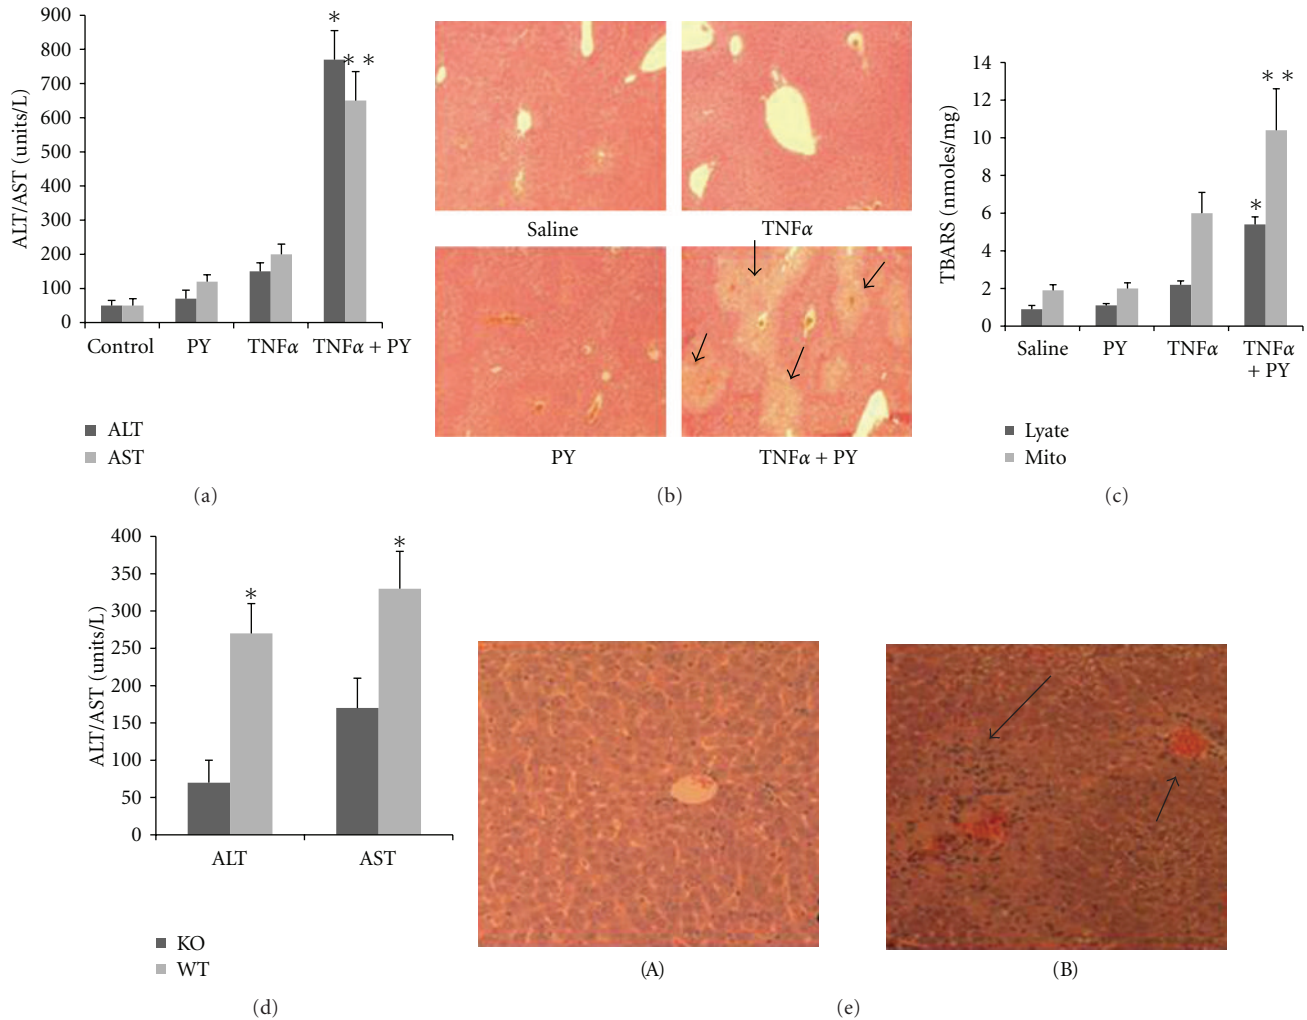 900
800
700
600
500
400
300
200
100
0
ALT/AST (units/L)
*
* *
Control PY TNFα TNFα + PY
ALT
AST
(a)
Saline TNFα
PY TNFα + PY
(b)
14
12
10
8
6
4
2
0
TBARS (nmoles/mg)
* *
*
Saline PY TNFα TNFα
+ PY
Lyate
Mito
(c)
400
350
300
250
200
150
100
50
0
ALT/AST (units/L)
*
*
ALT AST
KO
WT
(d)
(A) (B)
(e)